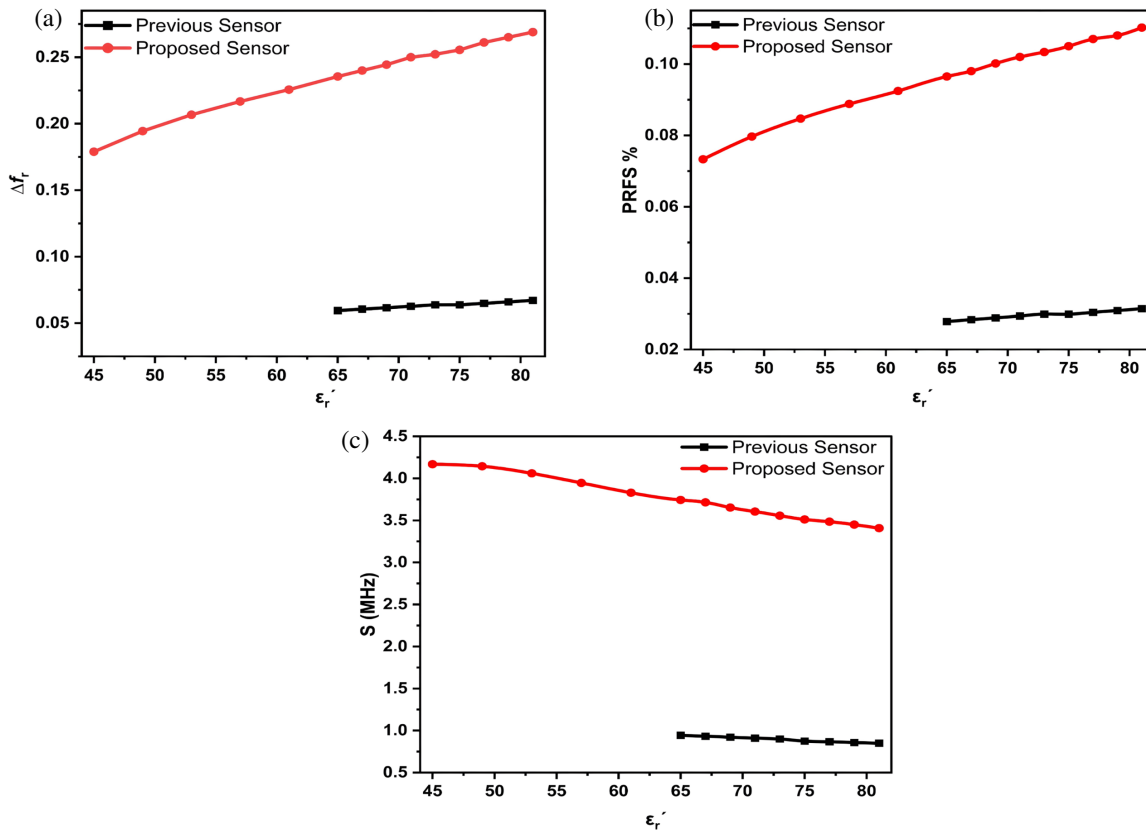 (a)
Previous Sensor
Proposed Sensor
0.25
0.20
0.15
0.10
0.05
Δfr
45 50 55 60 65 70 75 80
εr′
(b)
Previous Sensor
Proposed Sensor
0.10
0.08
0.06
0.04
0.02
PRFS %
45 50 55 60 65 70 75 80
εr′
(c)
Previous Sensor
Proposed Sensor
4.5
4.0
3.5
3.0
2.5
2.0
1.5
1.0
0.5
S (MHz)
45 50 55 60 65 70 75 80
εr′